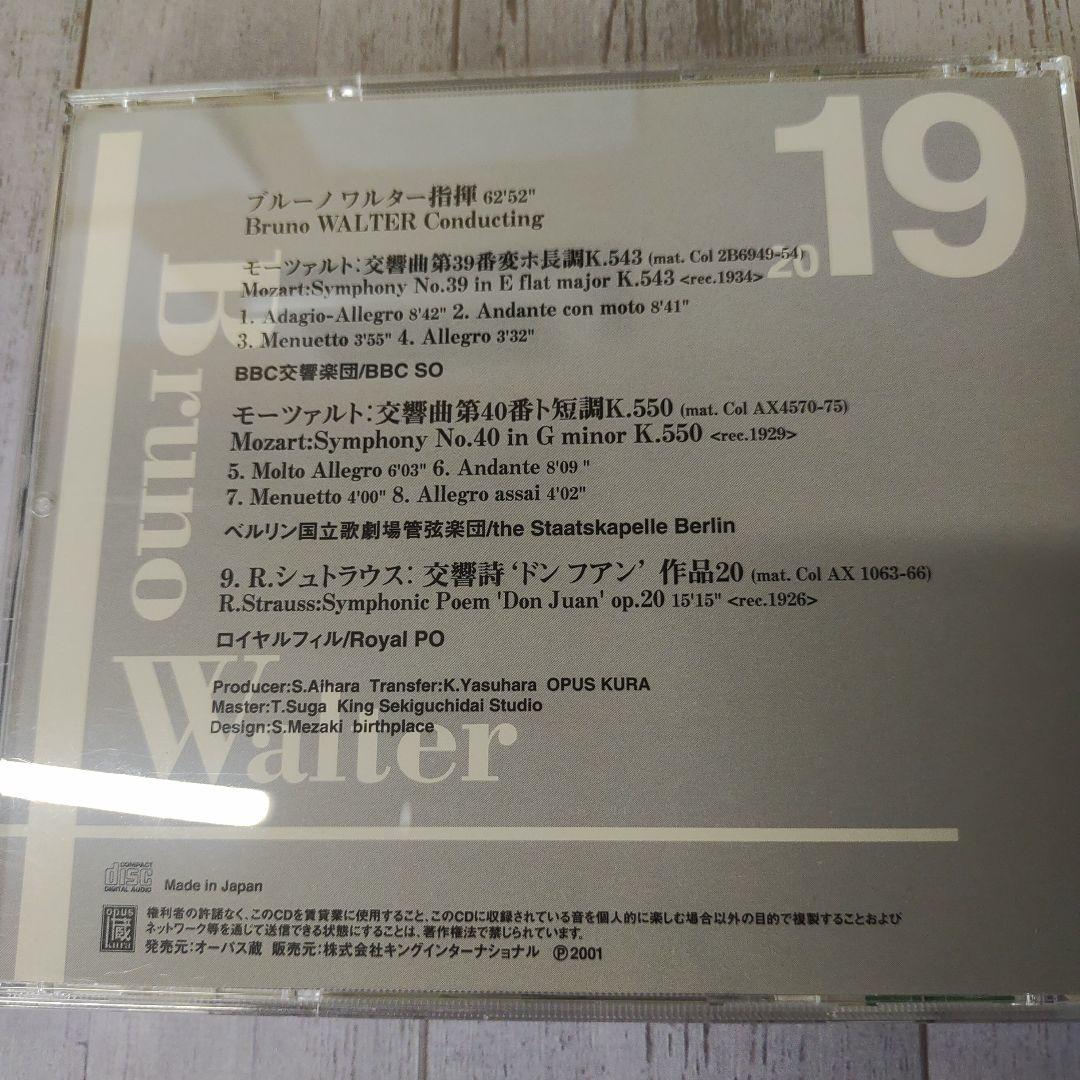 19
20
ブルーノ ワルター指揮 62'52"
Bruno WALTER Conducting
モーツァルト：交響曲第39番変ホ長調K.543 (mat. Col 2B6949-54)
Mozart:Symphony No.39 in E flat major K.543 <rec.1934>
1. Adagio-Allegro 8'42" 2. Andante con moto 8'41"
3. Menuetto 3'55" 4. Allegro 3'32"
BBC交響楽団/BBC SO
モーツァルト：交響曲第40番ト短調K.550 (mat. Col AX4570-75)
Mozart:Symphony No.40 in G minor K.550 <rec.1929>
5. Molto Allegro 6'03" 6. Andante 8'09 "
7. Menuetto 4'00" 8. Allegro assai 4'02"
ベルリン国立歌劇場管弦楽団/the Staatskapelle Berlin
9. R.シュトラウス：交響詩‘ドン フアン’作品20 (mat. Col AX 1063-66)
R.Strauss:Symphonic Poem 'Don Juan' op.20 15'15" <rec.1926>
ロイヤルフィル/Royal PO
Producer:S.Aihara Transfer:K.Yasuhara OPUS KURA
Master:T.Suga King Sekiguchidai Studio
Design:S.Mezaki birthplace
Bruno
Walter
COMPACT
disc
DIGITAL AUDIO
Made in Japan
opus
蔵
kura
権利者の許諾なく、このCDを賃貸業に使用すること、このCDに収録されている音を個人的に楽しむ場合以外の目的で複製することおよび
ネットワーク等を通じて送信できる状態にすることは、著作権法で禁じられています。
発売元：オーパス蔵 販売元：株式会社キングインターナショナル Ⓟ2001